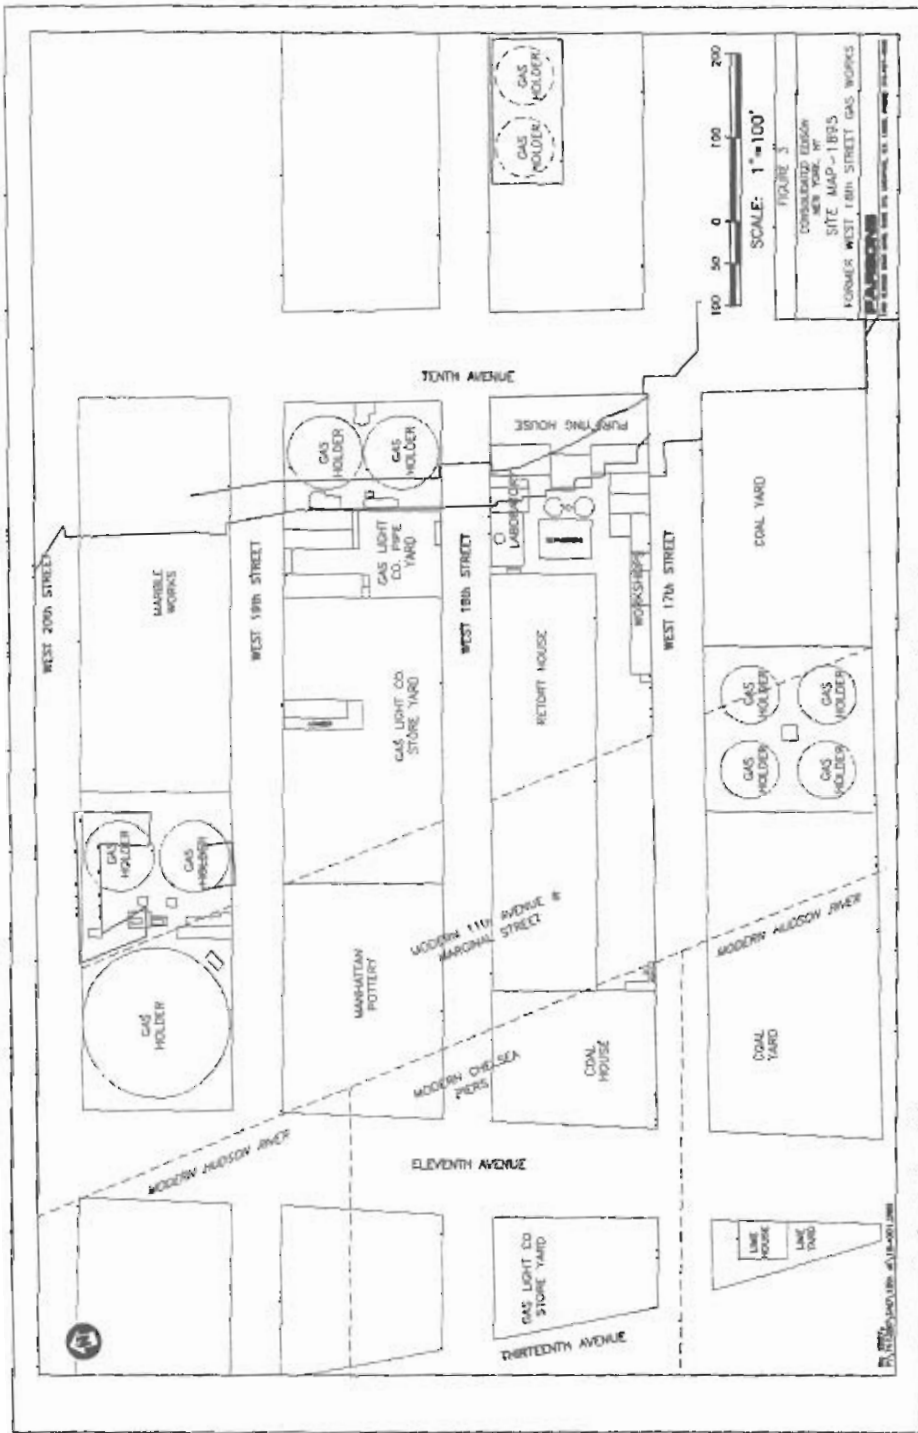 WEST 20th STREET
MARBLE
WORKS
GAS
HOLDER
GAS
HOLDER
GAS
HOLDER
WEST 19th STREET
GAS
HOLDER
GAS
HOLDER
GAS LIGHT
CO. PIPE
YARD
GAS LIGHT CO
STORE YARD
MANHATTAN
POTTERY
WEST 18th STREET
GAS
HOLDER
GAS
HOLDER
PURIFYING HOUSE
LABORATORY
WORKSHOPS
RETORT HOUSE
COAL
HOUSE
GAS LIGHT CO
STORE YARD
WEST 17th STREET
COAL YARD
GAS
HOLDER
GAS
HOLDER
GAS
HOLDER
GAS
HOLDER
COAL
YARD
LIME
HOUSE
LIME
YARD
TENTH AVENUE
ELEVENTH AVENUE
THIRTEENTH AVENUE
MODERN 11th AVENUE &
MARGINAL STREET
MODERN CHELSEA
PIERS
MODERN HUDSON RIVER
MODERN HUDSON RIVER
N
100 50 0 100 200
SCALE: 1"=100'
FIGURE 3
CONSOLIDATED EDISON
NEW YORK, NY
SITE MAP-1895
FORMER WEST 18th STREET GAS WORKS
PARSONS